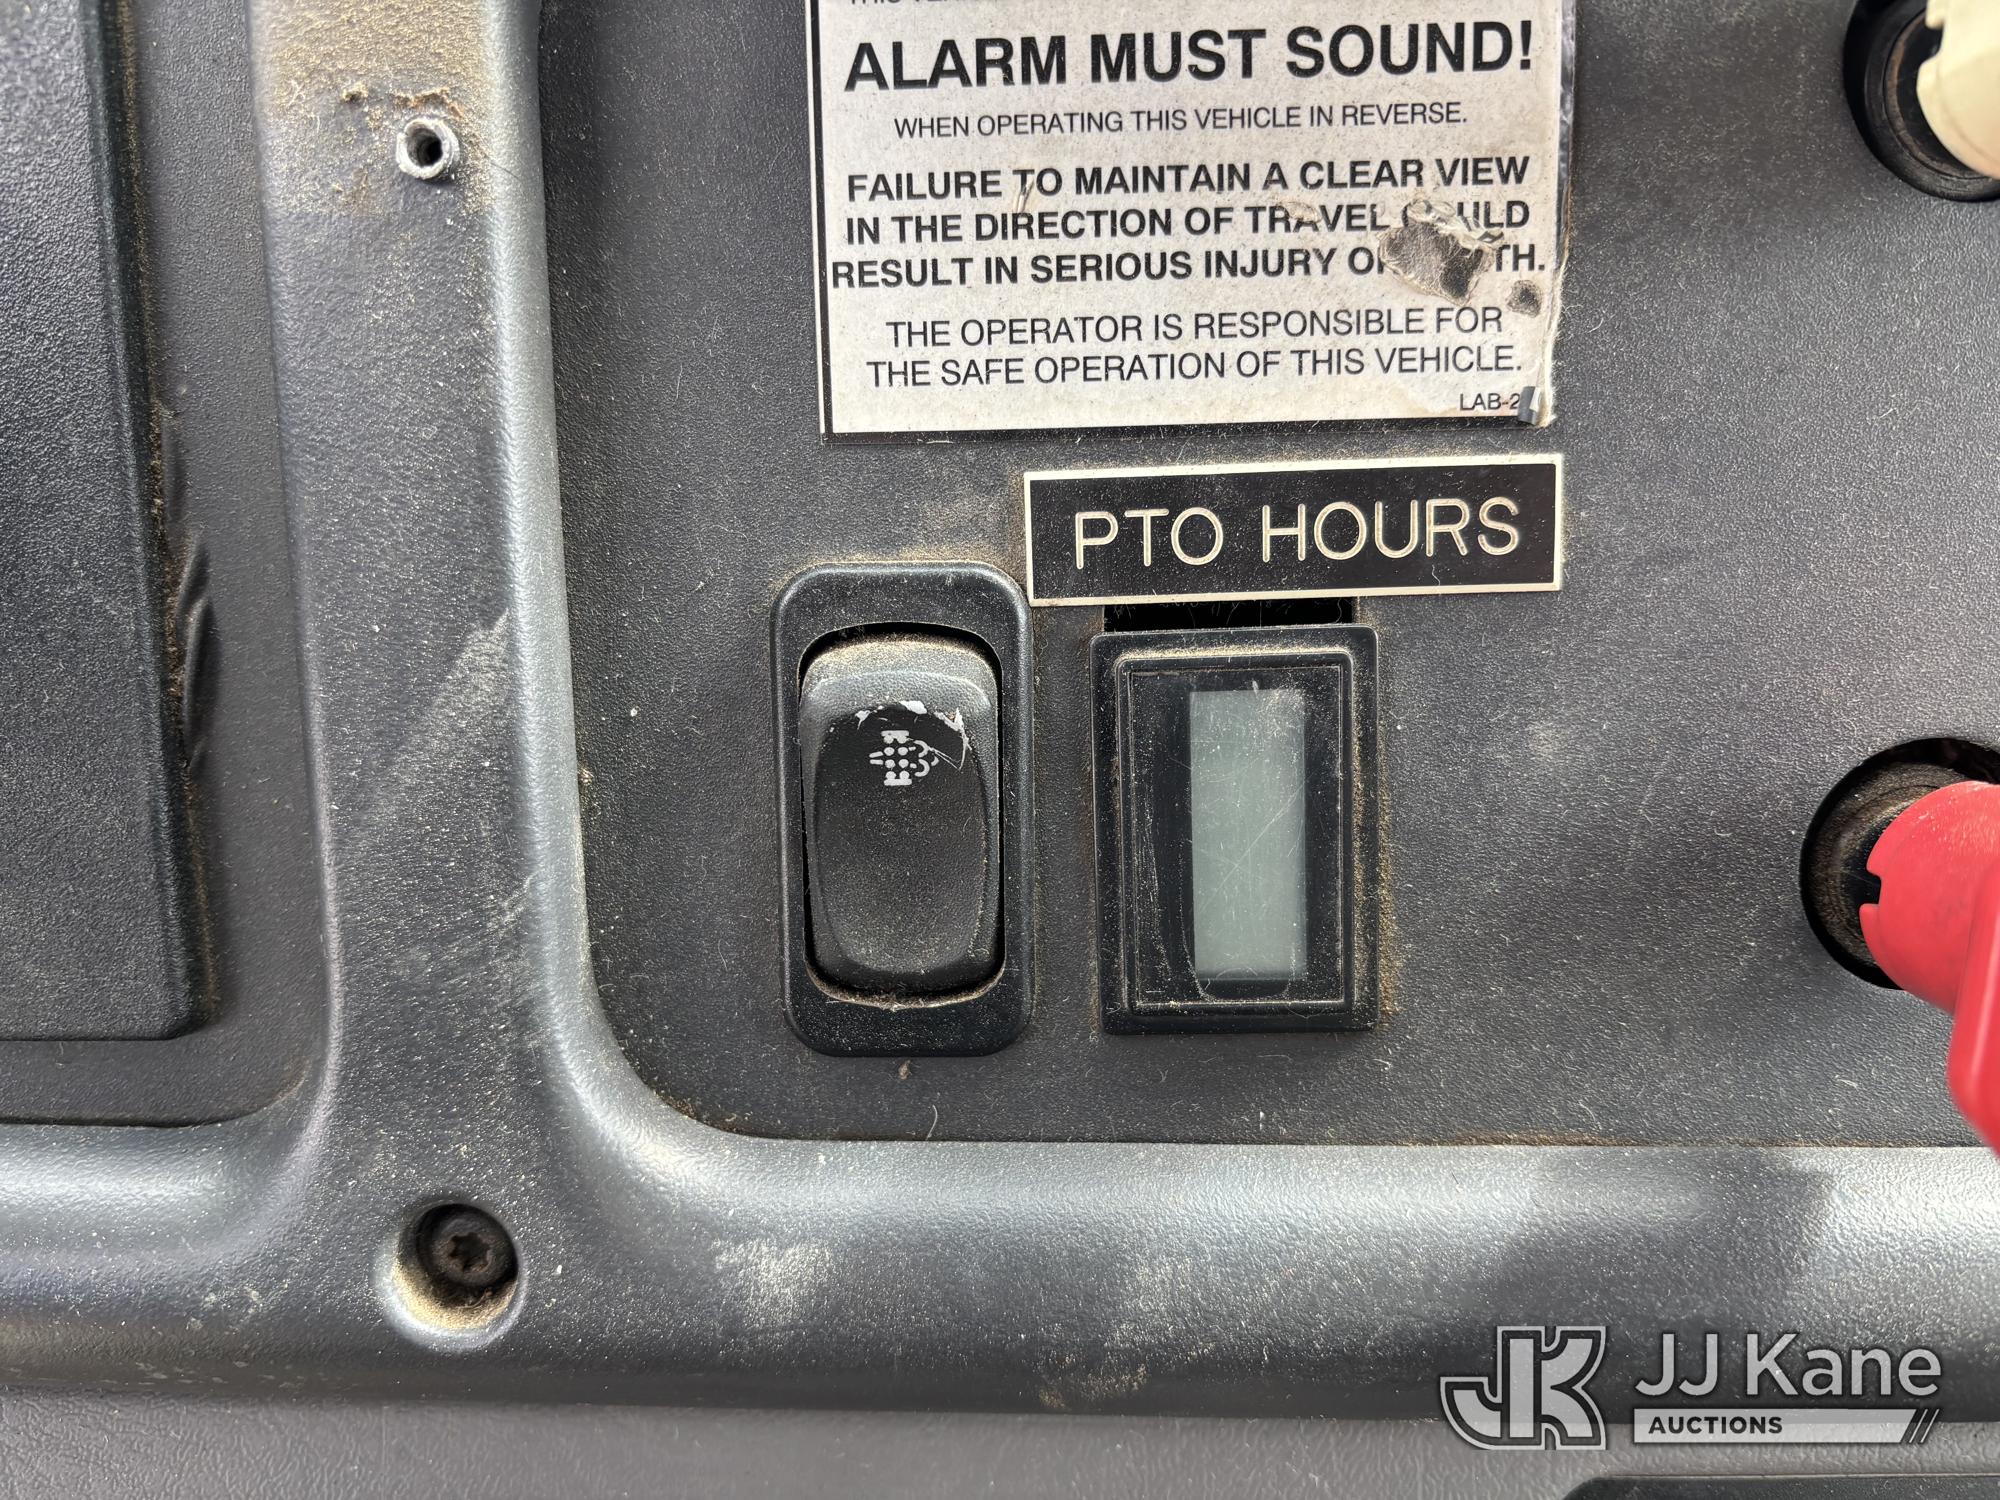 ALARM MUST SOUND!
WHEN OPERATING THIS VEHICLE IN REVERSE.
FAILURE TO MAINTAIN A CLEAR VIEW
IN THE DIRECTION OF TRAVEL
RESULT IN SERIOUS INJURY
THE OPERATOR IS RESPONSIBLE FOR
THE SAFE OPERATION OF THIS VEHICLE.
PTO HOURS
JK JJ Kane
AUCTIONS